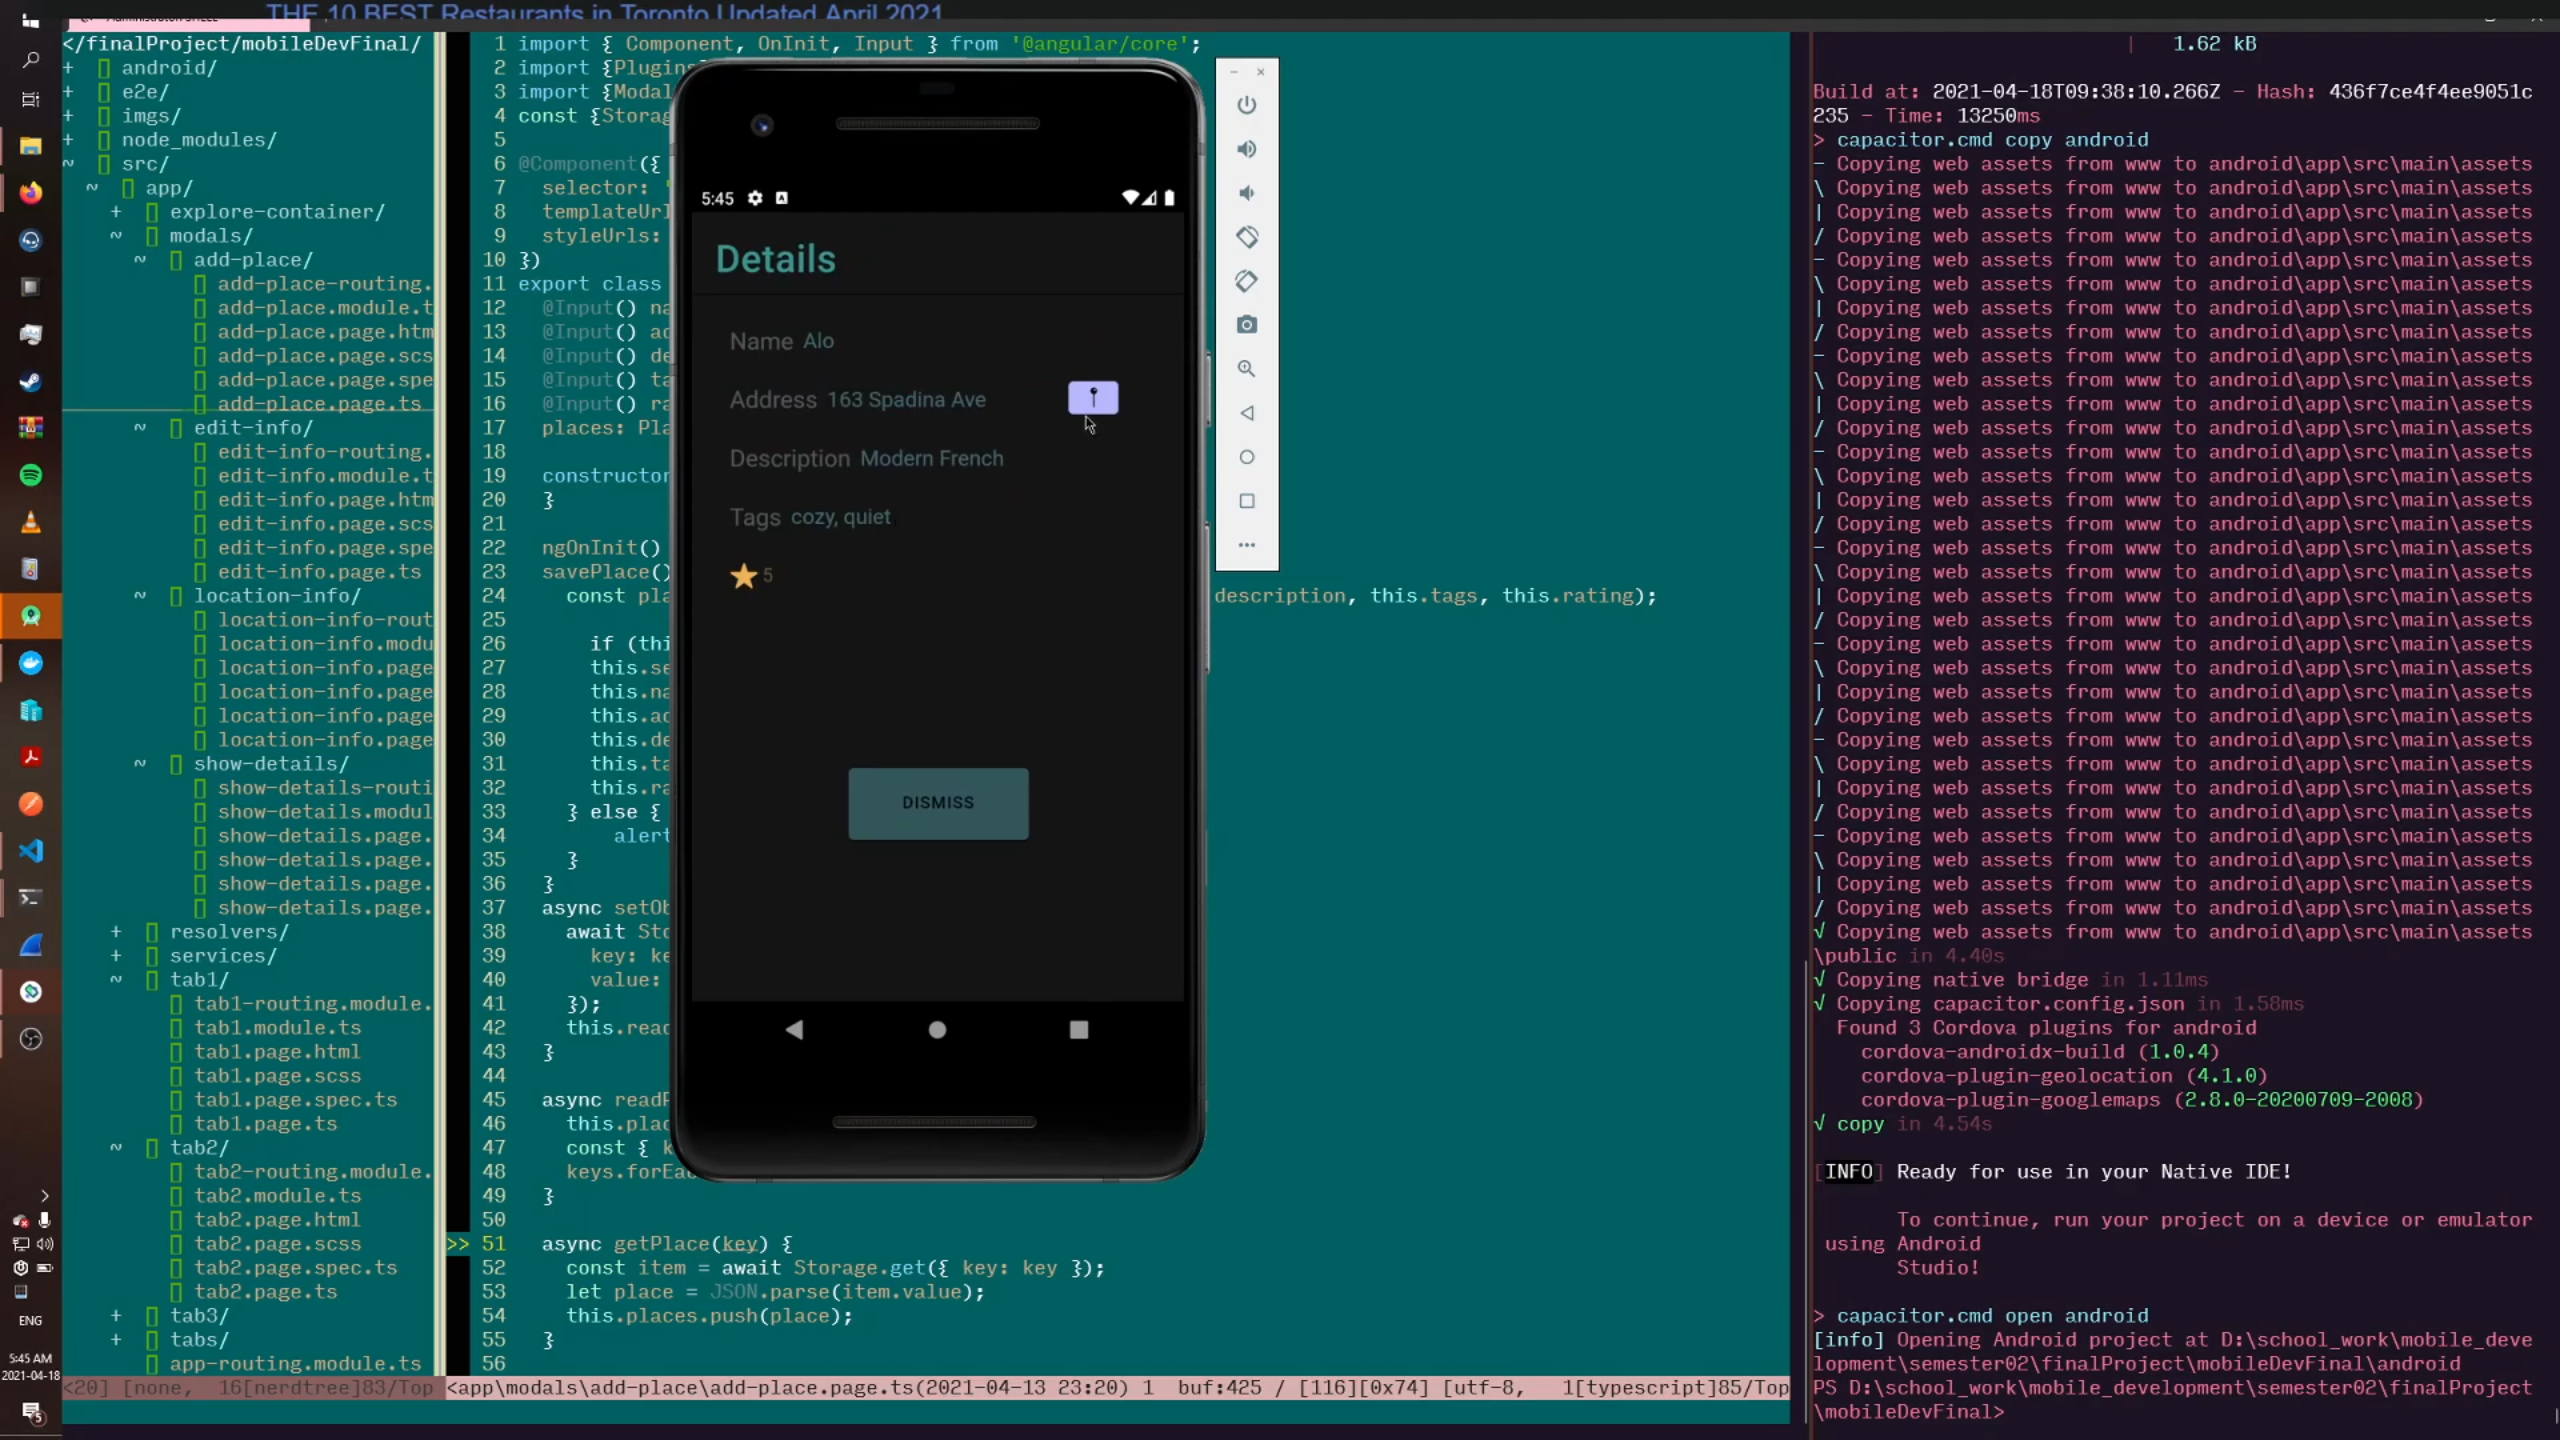 THE 10 BEST Restaurants in Toronto Updated April 2021
</finalProject/mobileDevFinal/
+ android/
+ e2e/
+ imgs/
+ node_modules/
~ src/
~ app/
+ explore-container/
~ modals/
~ add-place/
add-place-routing.
add-place.module.t
add-place.page.htm
add-place.page.scs
add-place.page.spe
add-place.page.ts
~ edit-info/
edit-info-routing.
edit-info.module.t
edit-info.page.htm
edit-info.page.scs
edit-info.page.spe
edit-info.page.ts
~ location-info/
location-info-rout
location-info.modu
location-info.page
location-info.page
location-info.page
location-info.page
~ show-details/
show-details-routi
show-details.modul
show-details.page.
show-details.page.
show-details.page.
show-details.page.
+ resolvers/
+ services/
~ tab1/
tab1-routing.module.
tab1.module.ts
tab1.page.html
tab1.page.scss
tab1.page.spec.ts
tab1.page.ts
~ tab2/
tab2-routing.module.
tab2.module.ts
tab2.page.html
tab2.page.scss
tab2.page.spec.ts
tab2.page.ts
+ tab3/
+ tabs/
app-routing.module.ts
<20] [none, 16[nerdtree]83/Top
1 import { Component, OnInit, Input } from '@angular/core';
2 import {Plugins
3 import {Modal
4 const {Storag
5
6 @Component({
7 selector: '
8 templateUrl
9 styleUrls:
10 })
11 export class
12 @Input() na
13 @Input() ad
14 @Input() de
15 @Input() ta
16 @Input() ra
17 places: Pla
18
19 constructor
20 }
21
22 ngOnInit()
23 savePlace()
24 const pla description, this.tags, this.rating);
25
26 if (thi
27 this.se
28 this.na
29 this.ad
30 this.de
31 this.ta
32 this.ra
33 } else {
34 alert
35 }
36 }
37 async setOb
38 await Sto
39 key: ke
40 value:
41 });
42 this.read
43 }
44
45 async readP
46 this.plac
47 const { k
48 keys.forEac
49 }
50
>> 51 async getPlace(key) {
52 const item = await Storage.get({ key: key });
53 let place = JSON.parse(item.value);
54 this.places.push(place);
55 }
56
<app\modals\add-place\add-place.page.ts(2021-04-13 23:20) 1 buf:425 / [116][0x74] [utf-8, 1[typescript]85/Top
5:45
Details
Name Alo
Address 163 Spadina Ave
Description Modern French
Tags cozy, quiet
5
DISMISS
| 1.62 kB
Build at: 2021-04-18T09:38:10.266Z - Hash: 436f7ce4f4ee9051c
235 - Time: 13250ms
> capacitor.cmd copy android
- Copying web assets from www to android\app\src\main\assets
\ Copying web assets from www to android\app\src\main\assets
| Copying web assets from www to android\app\src\main\assets
/ Copying web assets from www to android\app\src\main\assets
- Copying web assets from www to android\app\src\main\assets
\ Copying web assets from www to android\app\src\main\assets
| Copying web assets from www to android\app\src\main\assets
/ Copying web assets from www to android\app\src\main\assets
- Copying web assets from www to android\app\src\main\assets
\ Copying web assets from www to android\app\src\main\assets
| Copying web assets from www to android\app\src\main\assets
/ Copying web assets from www to android\app\src\main\assets
- Copying web assets from www to android\app\src\main\assets
\ Copying web assets from www to android\app\src\main\assets
| Copying web assets from www to android\app\src\main\assets
/ Copying web assets from www to android\app\src\main\assets
- Copying web assets from www to android\app\src\main\assets
\ Copying web assets from www to android\app\src\main\assets
| Copying web assets from www to android\app\src\main\assets
/ Copying web assets from www to android\app\src\main\assets
- Copying web assets from www to android\app\src\main\assets
\ Copying web assets from www to android\app\src\main\assets
| Copying web assets from www to android\app\src\main\assets
/ Copying web assets from www to android\app\src\main\assets
- Copying web assets from www to android\app\src\main\assets
\ Copying web assets from www to android\app\src\main\assets
| Copying web assets from www to android\app\src\main\assets
/ Copying web assets from www to android\app\src\main\assets
- Copying web assets from www to android\app\src\main\assets
\ Copying web assets from www to android\app\src\main\assets
| Copying web assets from www to android\app\src\main\assets
/ Copying web assets from www to android\app\src\main\assets
√ Copying web assets from www to android\app\src\main\assets
\public in 4.40s
√ Copying native bridge in 1.11ms
√ Copying capacitor.config.json in 1.58ms
Found 3 Cordova plugins for android
cordova-androidx-build (1.0.4)
cordova-plugin-geolocation (4.1.0)
cordova-plugin-googlemaps (2.8.0-20200709-2008)
√ copy in 4.54s
[INFO] Ready for use in your Native IDE!
To continue, run your project on a device or emulator
using Android
Studio!
> capacitor.cmd open android
[info] Opening Android project at D:\school_work\mobile_deve
lopment\semester02\finalProject\mobileDevFinal\android
PS D:\school_work\mobile_development\semester02\finalProject
\mobileDevFinal>
ENG
5:45 AM
2021-04-18
5